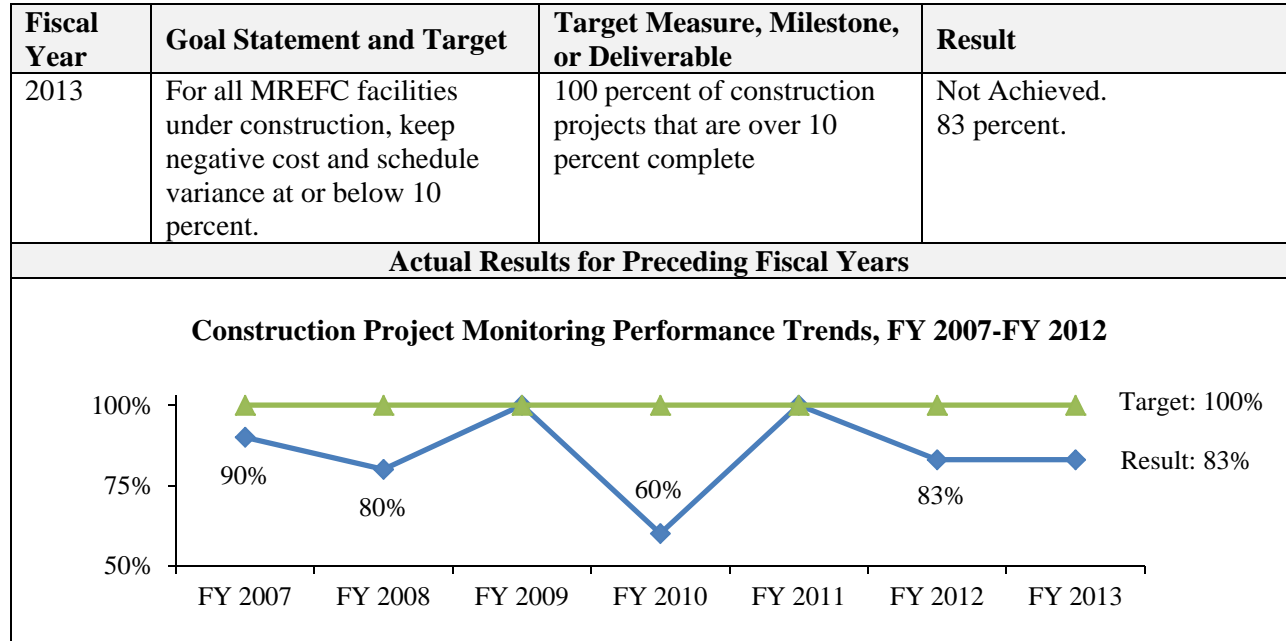 Fiscal Year
Goal Statement and Target
Target Measure, Milestone,
or Deliverable
Result
2013
For all MREFC facilities
under construction, keep
negative cost and schedule
variance at or below 10
percent.
100 percent of construction
projects that are over 10
percent complete
Not Achieved.
83 percent.
Actual Results for Preceding Fiscal Years
Construction Project Monitoring Performance Trends, FY 2007-FY 2012
100%
75%
50%
90%
80%
60%
83%
Target: 100%
Result: 83%
FY 2007 FY 2008 FY 2009 FY 2010 FY 2011 FY 2012 FY 2013